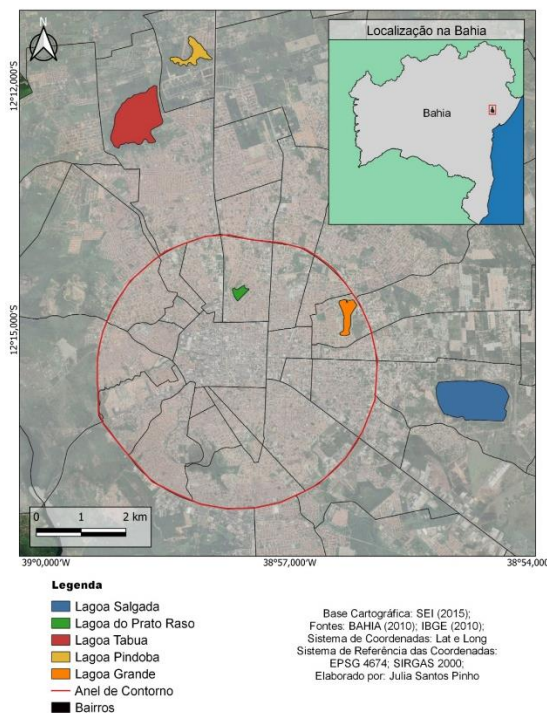 N
Localização na Bahia
Bahia
12°12,000'S
12°15,000'S
0 1 2 km
39°0,000'W 38°57,000'W 38°54,000'W
Legenda
Lagoa Salgada
Lagoa do Prato Raso
Lagoa Tabua
Lagoa Pindoba
Lagoa Grande
Anel de Contorno
Bairros
Base Cartográfica: SEI (2015);
Fontes: BAHIA (2010); IBGE (2010);
Sistema de Coordenadas: Lat e Long
Sistema de Referência das Coordenadas:
EPSG 4674; SIRGAS 2000;
Elaborado por: Julia Santos Pinho